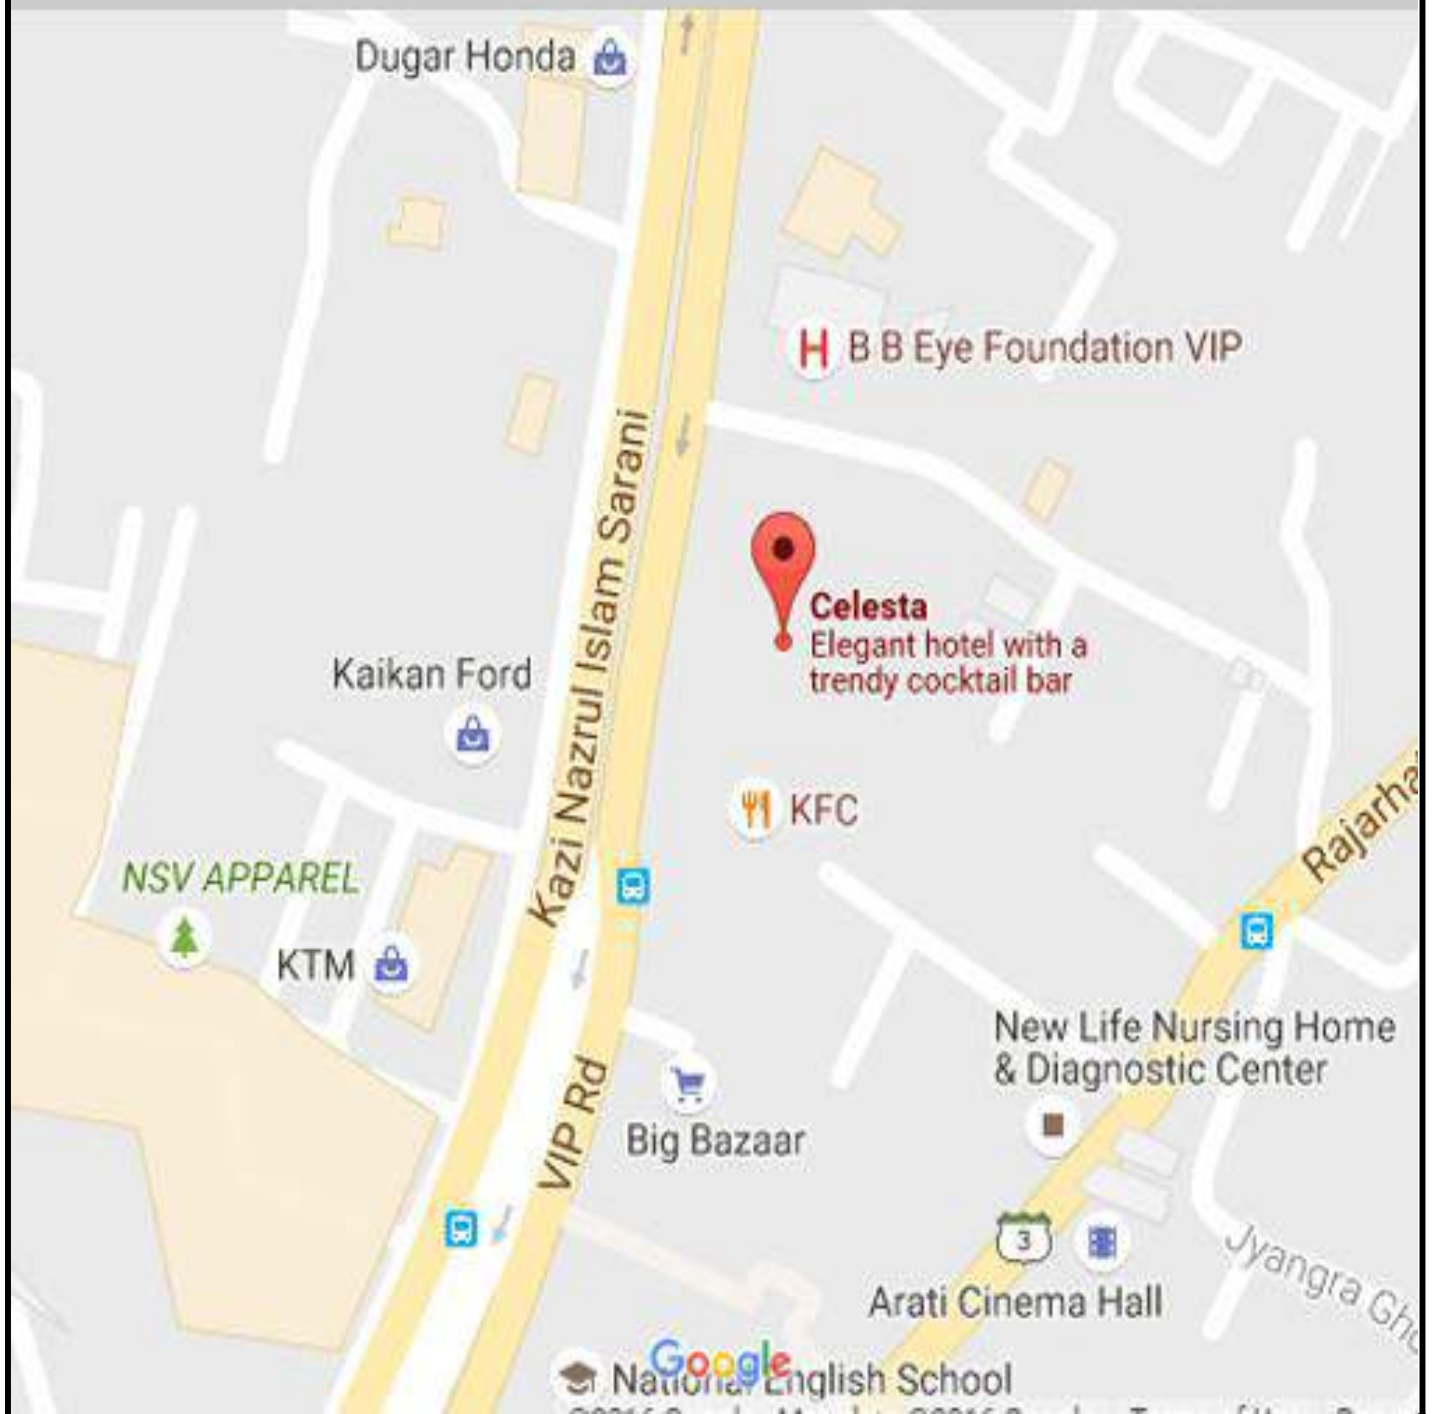 Dugar Honda
H B B Eye Foundation VIP
Kazi Nazrul Islam Sarani
Celesta
Elegant hotel with a
trendy cocktail bar
Kaikan Ford
KFC
Rajarha
NSV APPAREL
KTM
New Life Nursing Home
& Diagnostic Center
VIP Rd
Big Bazaar
3
Jyangra Gho
Arati Cinema Hall
Google
National English School